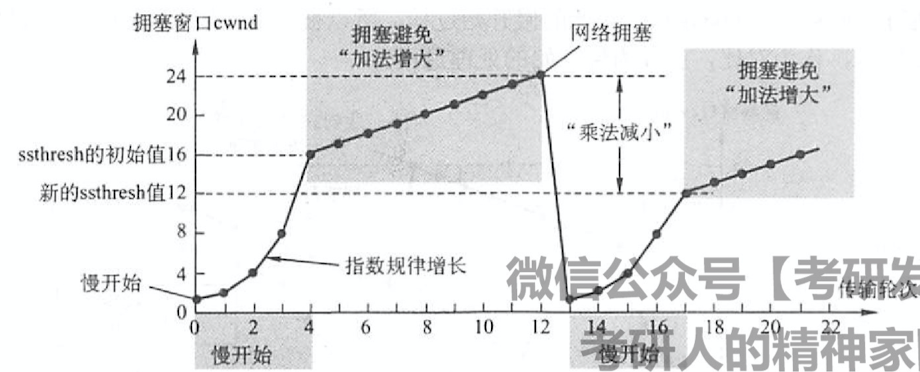 拥塞窗口cwnd
拥塞避免
“加法增大”
网络拥塞
拥塞避免
“加法增大”
24
20
“乘法减小”
ssthresh的初始值16
新的ssthresh值12
8
指数规律增长
4
慢开始
0
微信公众号【考研发
传输轮次
0 2 4 6 8 10 12 14 16 18 20 22
慢开始
慢开始
考研人的精神家